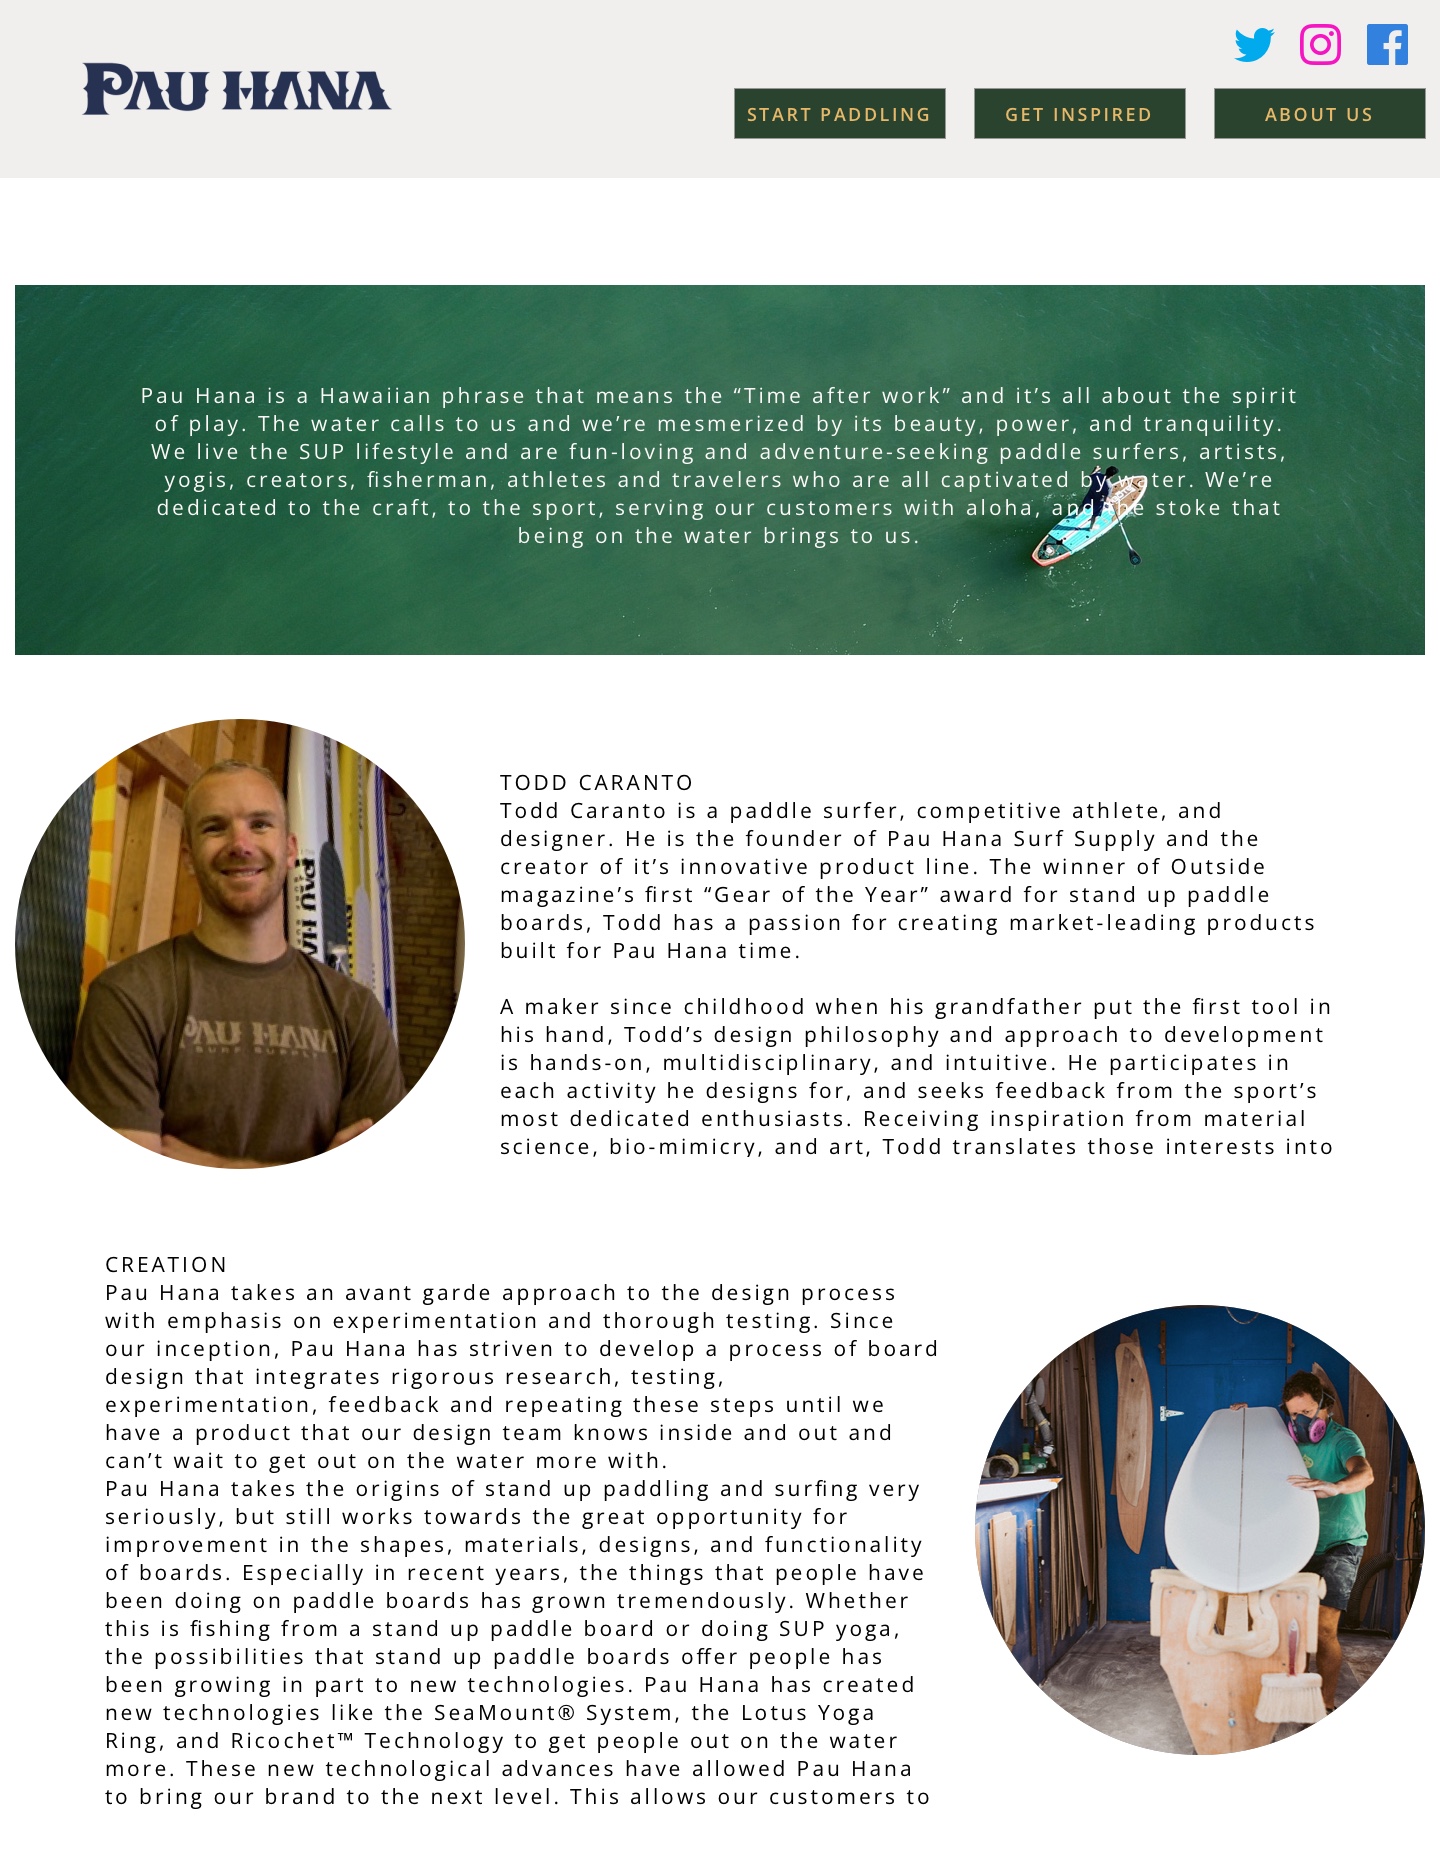 PAU HANA
START PADDLING
GET INSPIRED
ABOUT US
Pau Hana is a Hawaiian phrase that means the “Time after work” and it’s all about the spirit
of play. The water calls to us and we’re mesmerized by its beauty, power, and tranquility.
We live the SUP lifestyle and are fun-loving and adventure-seeking paddle surfers, artists,
yogis, creators, fisherman, athletes and travelers who are all captivated by water. We’re
dedicated to the craft, to the sport, serving our customers with aloha, and the stoke that
being on the water brings to us.
PAU HA
PAU HANA
SURF SUPPLY
TODD CARANTO
Todd Caranto is a paddle surfer, competitive athlete, and
designer. He is the founder of Pau Hana Surf Supply and the
creator of it’s innovative product line. The winner of Outside
magazine’s first “Gear of the Year” award for stand up paddle
boards, Todd has a passion for creating market-leading products
built for Pau Hana time.
A maker since childhood when his grandfather put the first tool in
his hand, Todd’s design philosophy and approach to development
is hands-on, multidisciplinary, and intuitive. He participates in
each activity he designs for, and seeks feedback from the sport’s
most dedicated enthusiasts. Receiving inspiration from material
science, bio-mimicry, and art, Todd translates those interests into
CREATION
Pau Hana takes an avant garde approach to the design process
with emphasis on experimentation and thorough testing. Since
our inception, Pau Hana has striven to develop a process of board
design that integrates rigorous research, testing,
experimentation, feedback and repeating these steps until we
have a product that our design team knows inside and out and
can’t wait to get out on the water more with.
Pau Hana takes the origins of stand up paddling and surfing very
seriously, but still works towards the great opportunity for
improvement in the shapes, materials, designs, and functionality
of boards. Especially in recent years, the things that people have
been doing on paddle boards has grown tremendously. Whether
this is fishing from a stand up paddle board or doing SUP yoga,
the possibilities that stand up paddle boards offer people has
been growing in part to new technologies. Pau Hana has created
new technologies like the SeaMount® System, the Lotus Yoga
Ring, and Ricochet™ Technology to get people out on the water
more. These new technological advances have allowed Pau Hana
to bring our brand to the next level. This allows our customers to